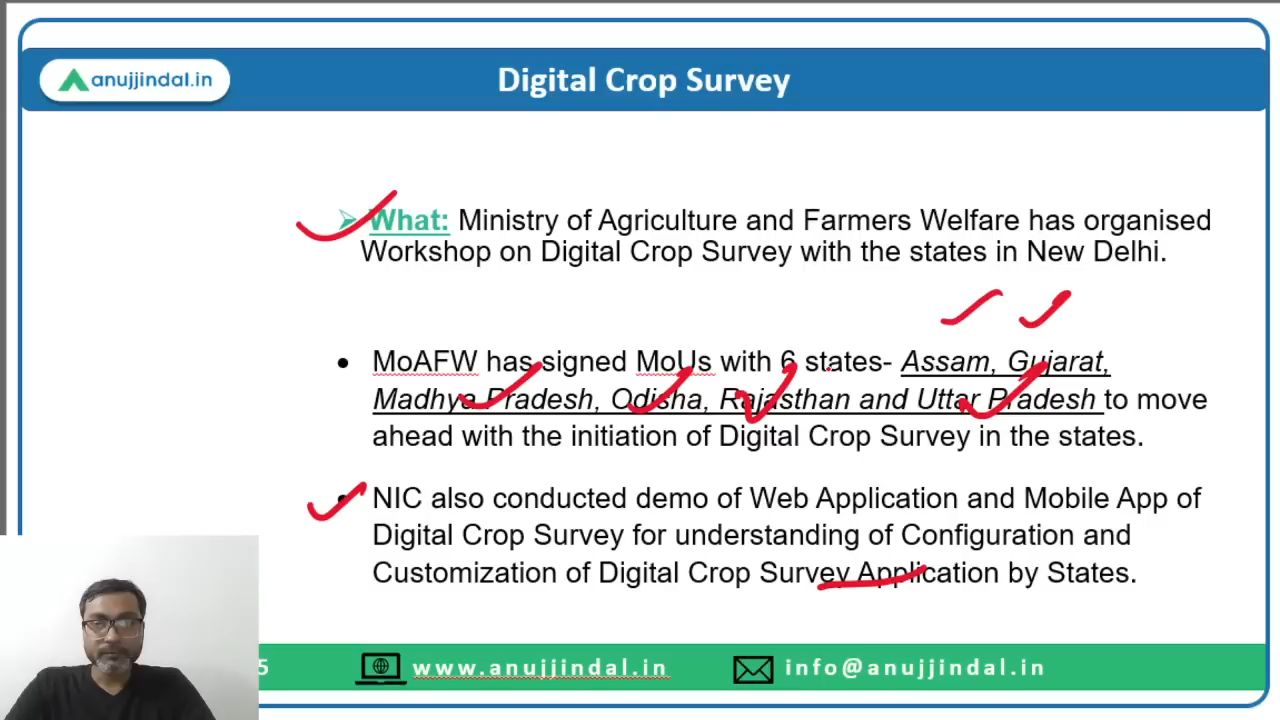 anujjindal.in
Digital Crop Survey
➢ What: Ministry of Agriculture and Farmers Welfare has organised
Workshop on Digital Crop Survey with the states in New Delhi.
• MoAFW has signed MoUs with 6 states- Assam, Gujarat,
Madhya Pradesh, Odisha, Rajasthan and Uttar Pradesh to move
ahead with the initiation of Digital Crop Survey in the states.
• NIC also conducted demo of Web Application and Mobile App of
Digital Crop Survey for understanding of Configuration and
Customization of Digital Crop Survey Application by States.
5 www.anujjindal.in info@anujjindal.in